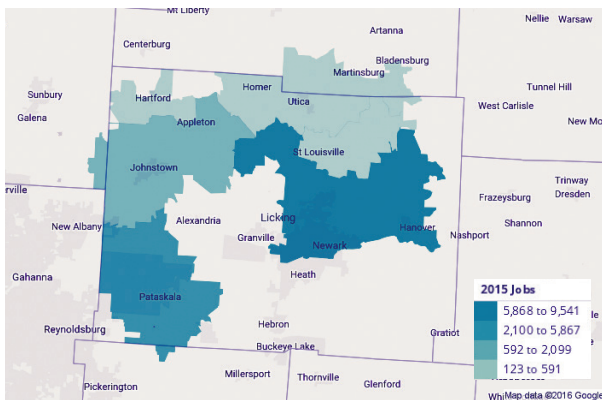 Mt Liberty
Nellie
Warsaw
Artanna
Centerburg
Bladensburg
Martinsburg
Sunbury
Hartford
Homer
Utica
Tunnel Hill
West Carlisle
Galena
Appleton
New Mo
St Louisville
Johnstown
Trinway
Dresden
Frazeysburg
erville
New Albany
Alexandria
Licking
Shannon
Granville
Hanover
Nashport
Newark
Gahanna
Heath
Pataskala
2015 Jobs
5,868 to 9,541
2,100 to 5,867
592 to 2,099
123 to 591
Reynoldsburg
Hebron
Gratiot
Buckeye Lake
Pickerington
Millersport
Thornville
Glenford
Map data ©2016 Google